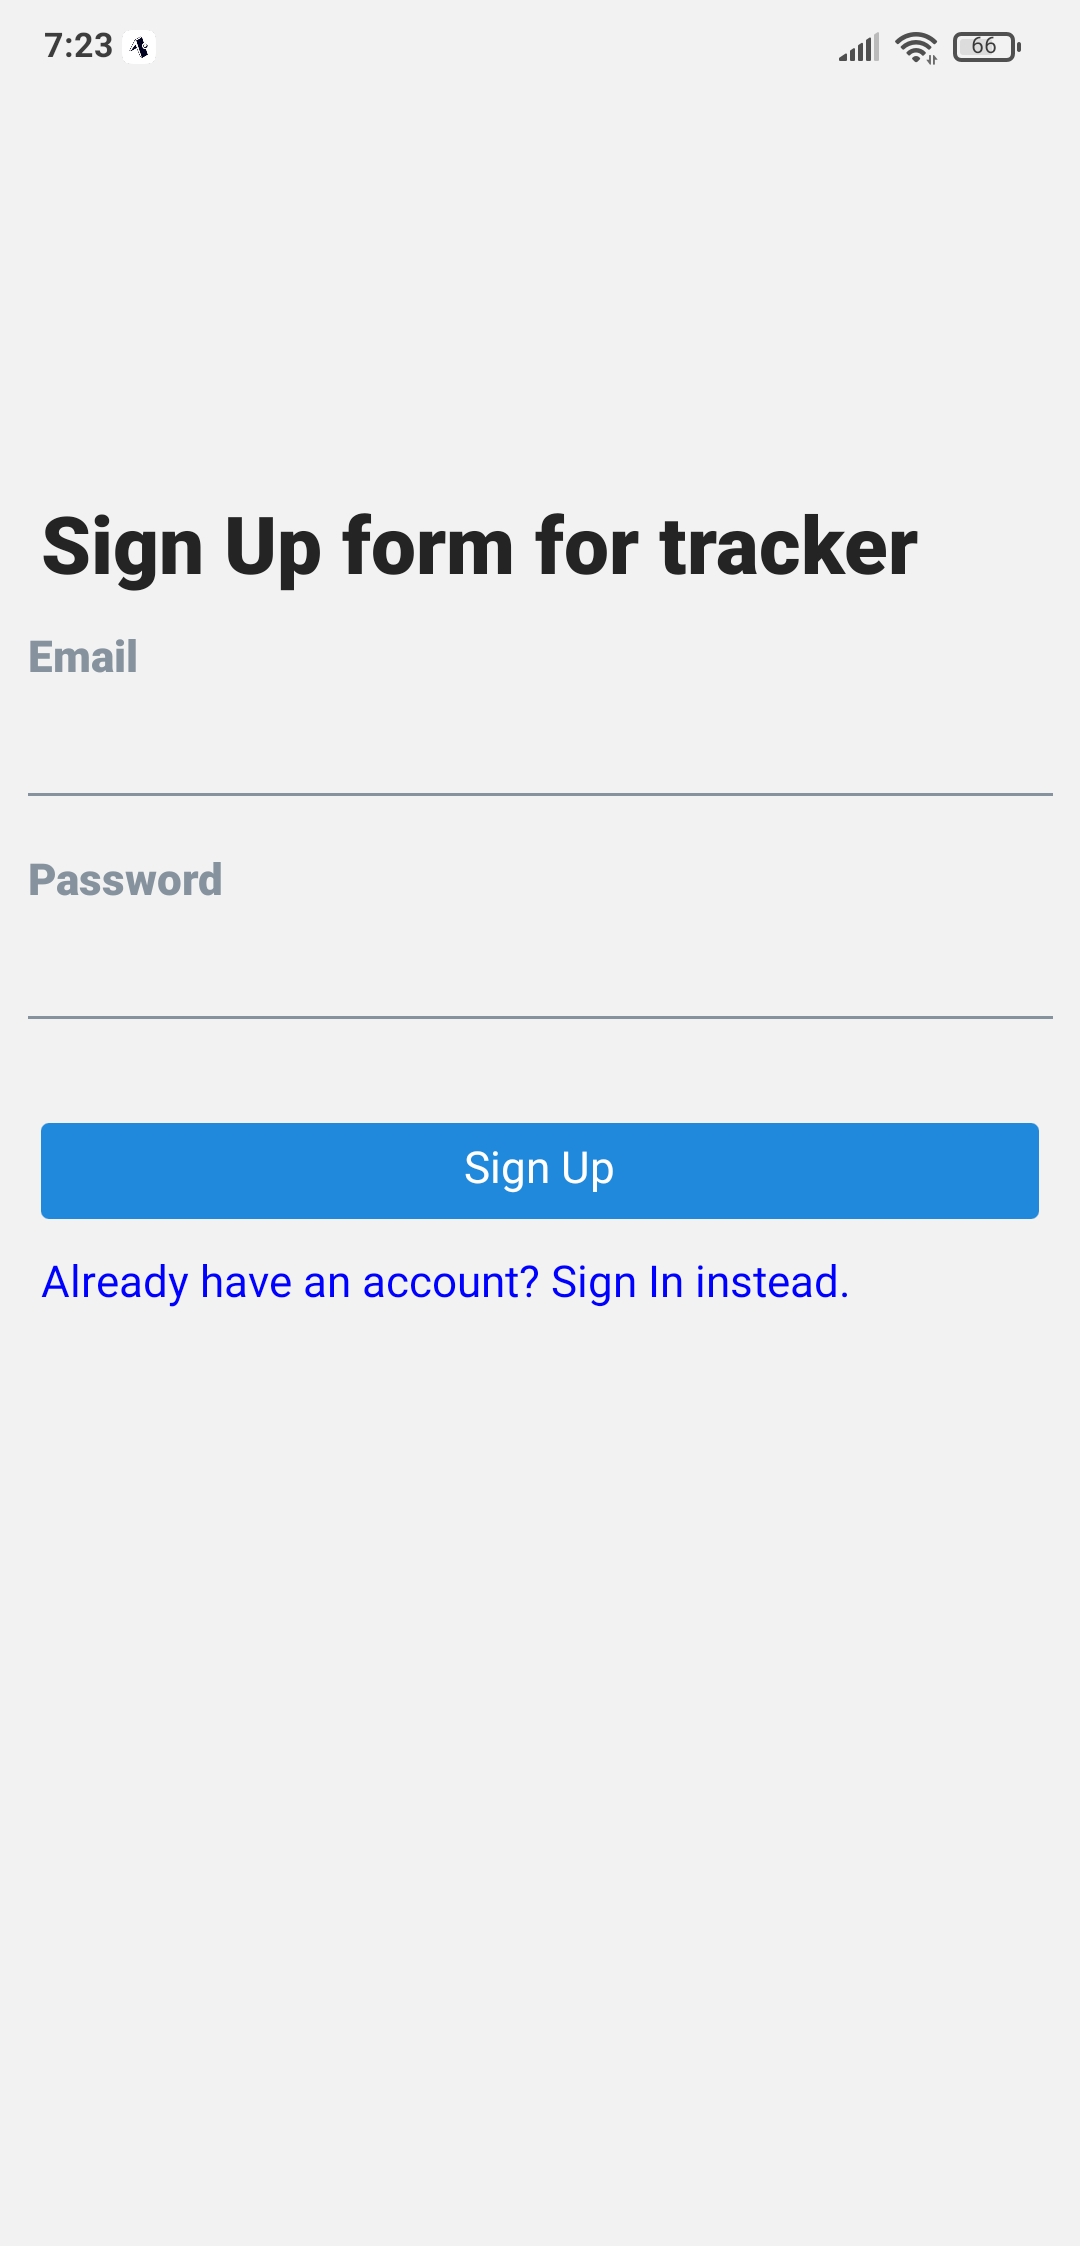 7:23
66
Sign Up form for tracker
Email
Password
Sign Up
Already have an account? Sign In instead.